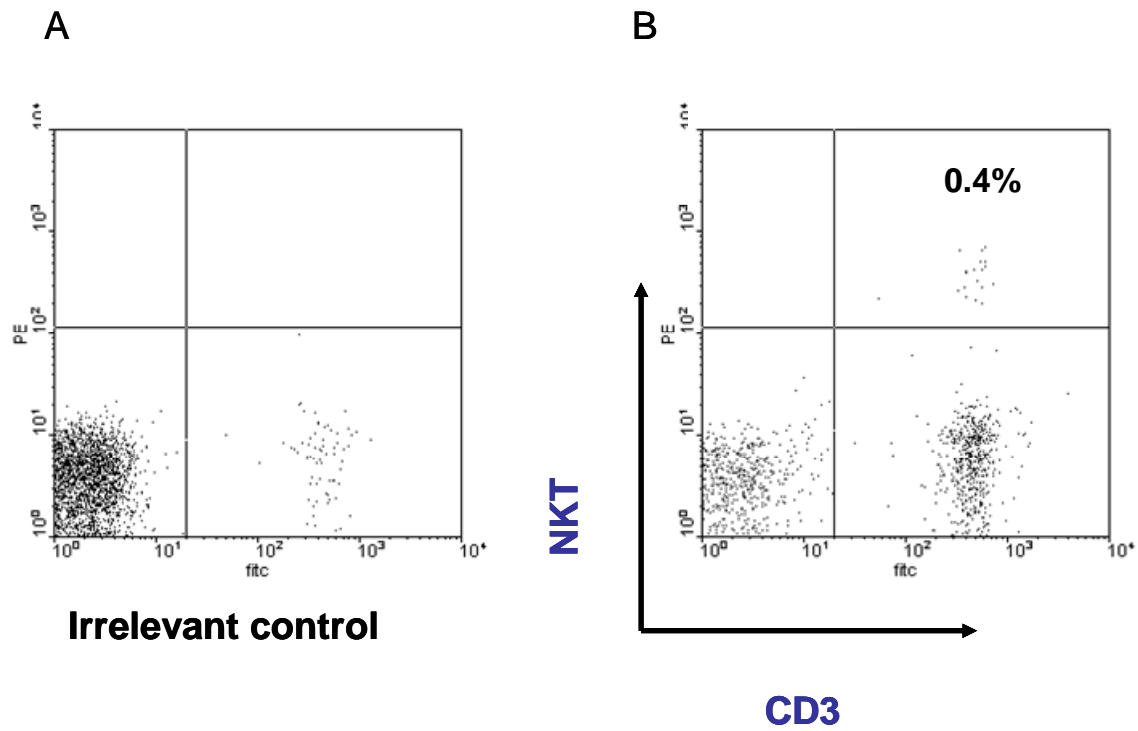 A
B
10⁴
10³
10²
10¹
10⁰
PE
10⁰ 10¹ 10² 10³ 10⁴
fitc
Irrelevant control
0.4%
10⁴
10³
10²
10¹
10⁰
PE
10⁰ 10¹ 10² 10³ 10⁴
fitc
NKT
CD3